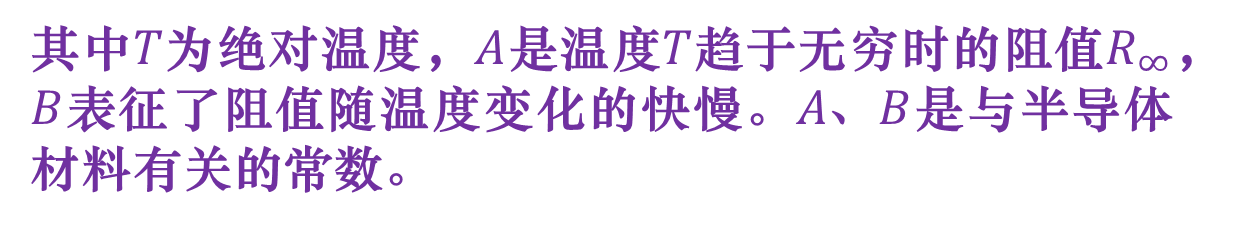 其中T为绝对温度，A是温度T趋于无穷时的阻值R∞，
B表征了阻值随温度变化的快慢。A、B是与半导体
材料有关的常数。